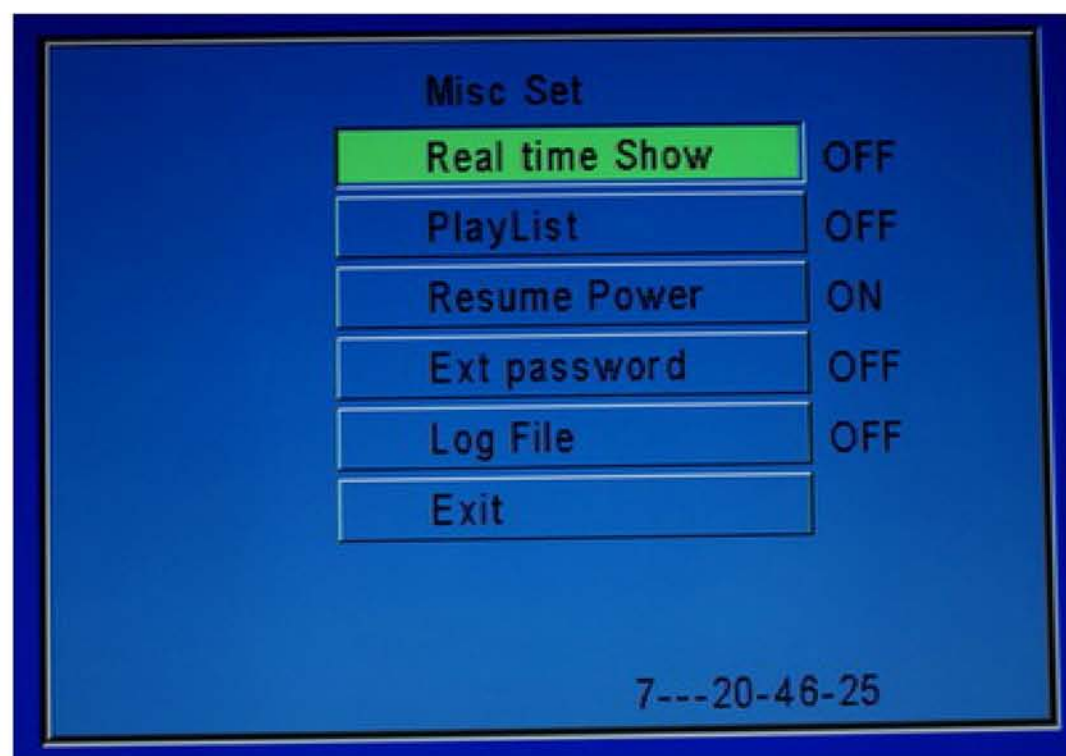 Misc Set
Real time Show OFF
PlayList OFF
Resume Power ON
Ext password OFF
Log File OFF
Exit
7---20-46-25